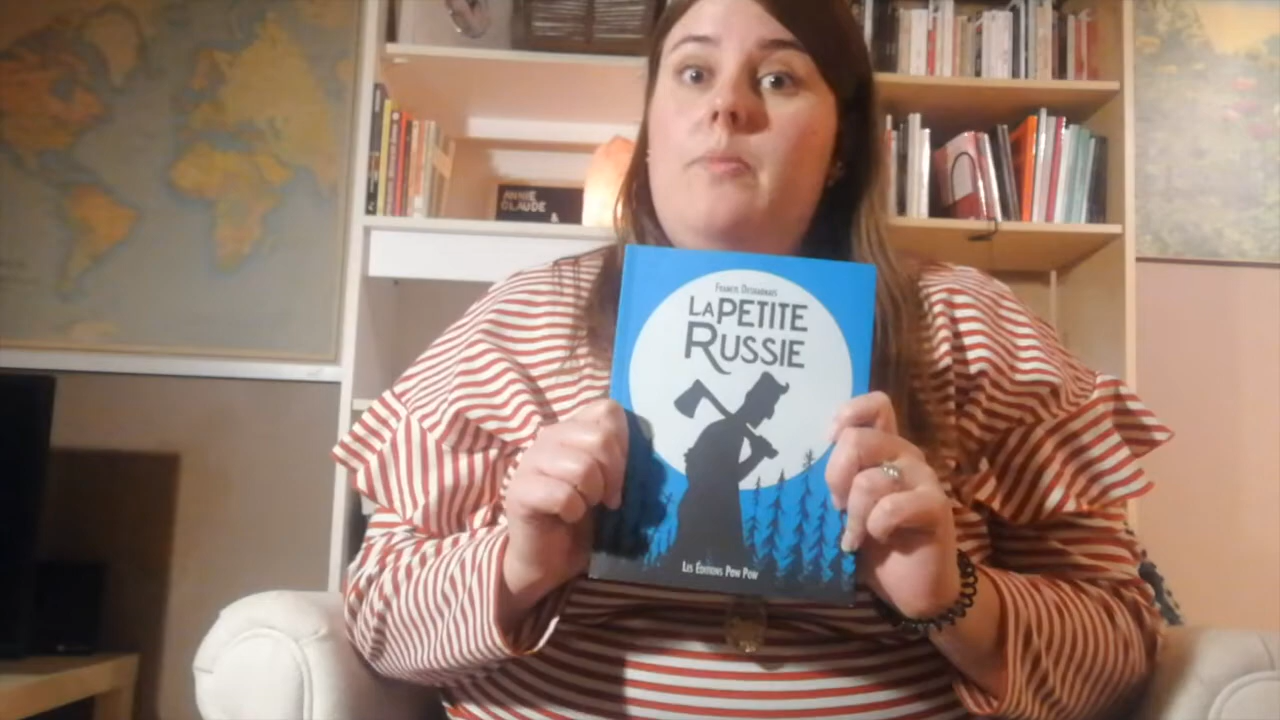 ANNIE
CLAUDE
&
FRANCIS DESHARNAIS
LA PETITE
RUSSIE
LES ÉDITIONS POW POW